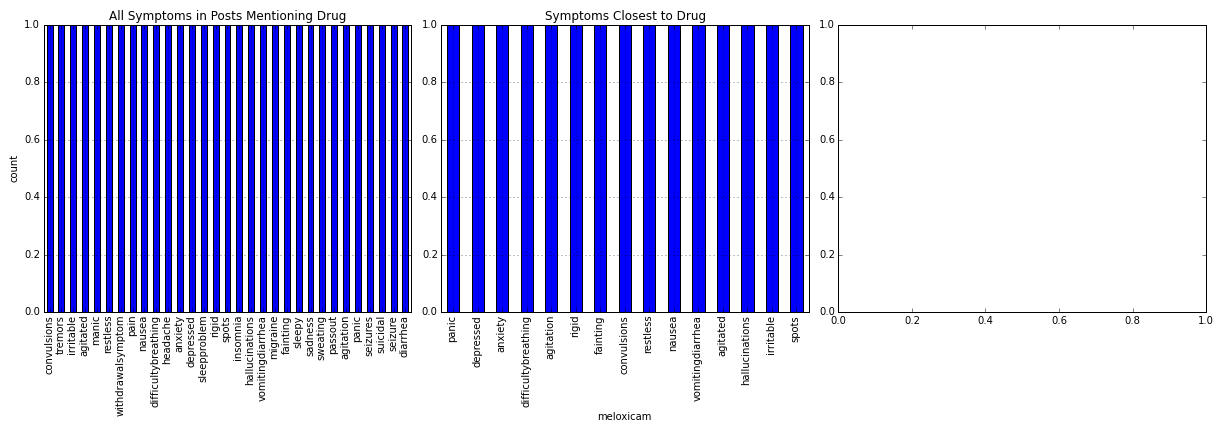 All Symptoms in Posts Mentioning Drug
1.0
0.8
0.6
0.4
0.2
0.0
count
convulsions
tremors
irritable
agitated
manic
restless
withdrawalsymptom
pain
nausea
difficultybreathing
headache
anxiety
depressed
sleepproblem
rigid
spots
insomnia
hallucinations
vomitingdiarrhea
migraine
fainting
sleepy
sadness
sweating
passout
agitation
panic
seizures
suicidal
seizure
diarrhea
Symptoms Closest to Drug
1.0
0.8
0.6
0.4
0.2
0.0
panic
depressed
anxiety
difficultybreathing
agitation
rigid
fainting
convulsions
restless
nausea
vomitingdiarrhea
agitated
hallucinations
irritable
spots
meloxicam
1.0
0.8
0.6
0.4
0.2
0.0
0.0 0.2 0.4 0.6 0.8 1.0